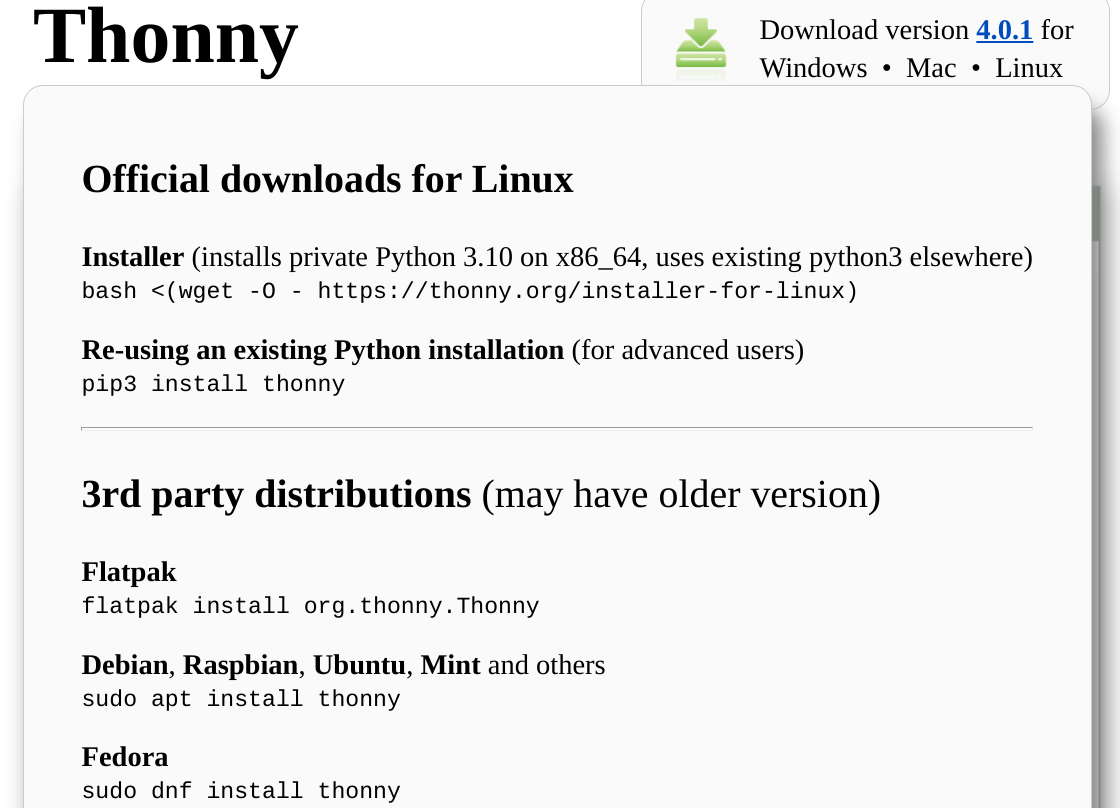 Thonny
Download version 4.0.1 for
Windows • Mac • Linux
Official downloads for Linux
Installer (installs private Python 3.10 on x86_64, uses existing python3 elsewhere)
bash <(wget -O - https://thonny.org/installer-for-linux)
Re-using an existing Python installation (for advanced users)
pip3 install thonny
3rd party distributions (may have older version)
Flatpak
flatpak install org.thonny.Thonny
Debian, Raspbian, Ubuntu, Mint and others
sudo apt install thonny
Fedora
sudo dnf install thonny